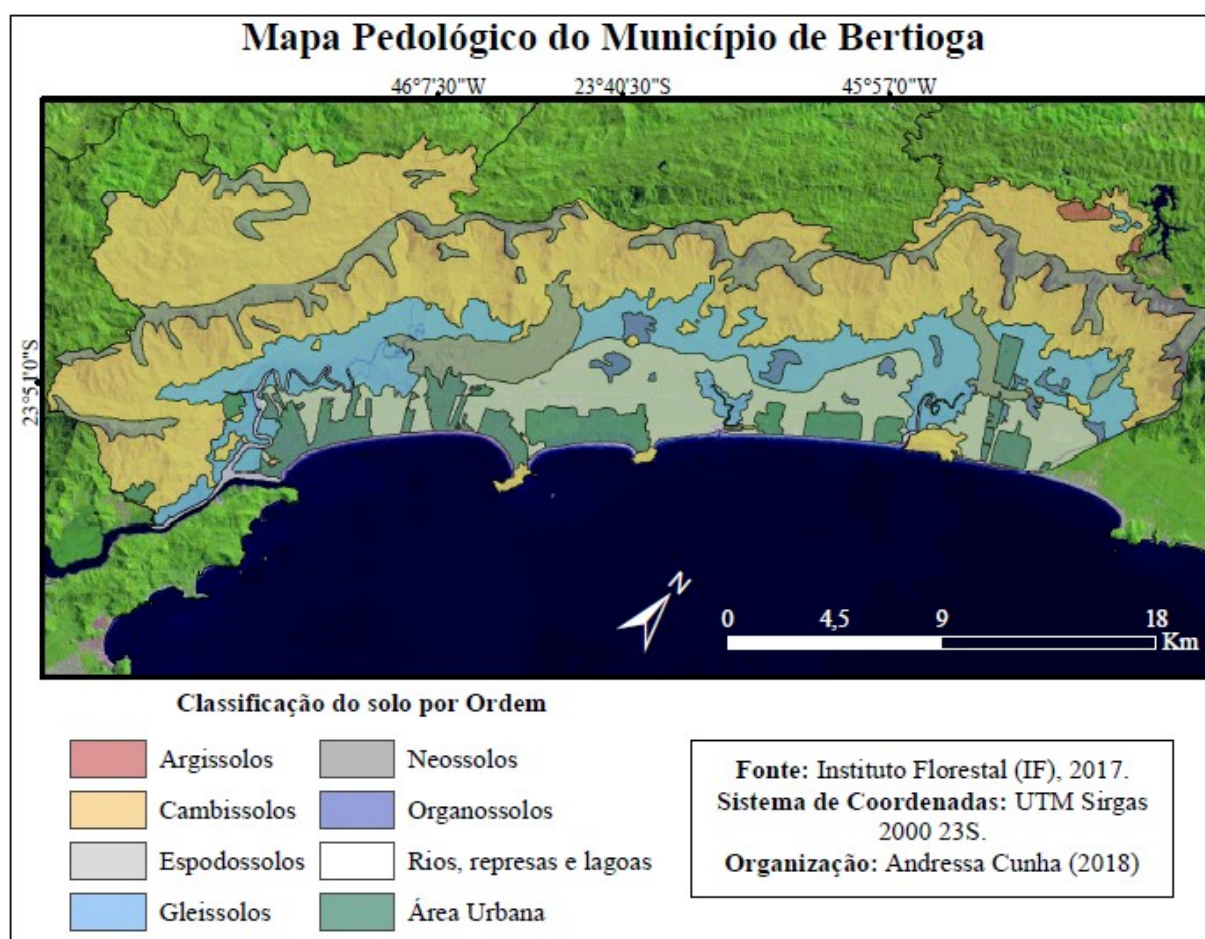 Mapa Pedológico do Município de Bertioga
46°7'30"W 23°40'30"S 45°57'0"W
23°51'0"S
N
0 4,5 9 18
Km
Classificação do solo por Ordem
Argissolos
Cambissolos
Espodossolos
Gleissolos
Neossolos
Organossolos
Rios, represas e lagoas
Área Urbana
Fonte: Instituto Florestal (IF), 2017.
Sistema de Coordenadas: UTM Sirgas
2000 23S.
Organização: Andressa Cunha (2018)